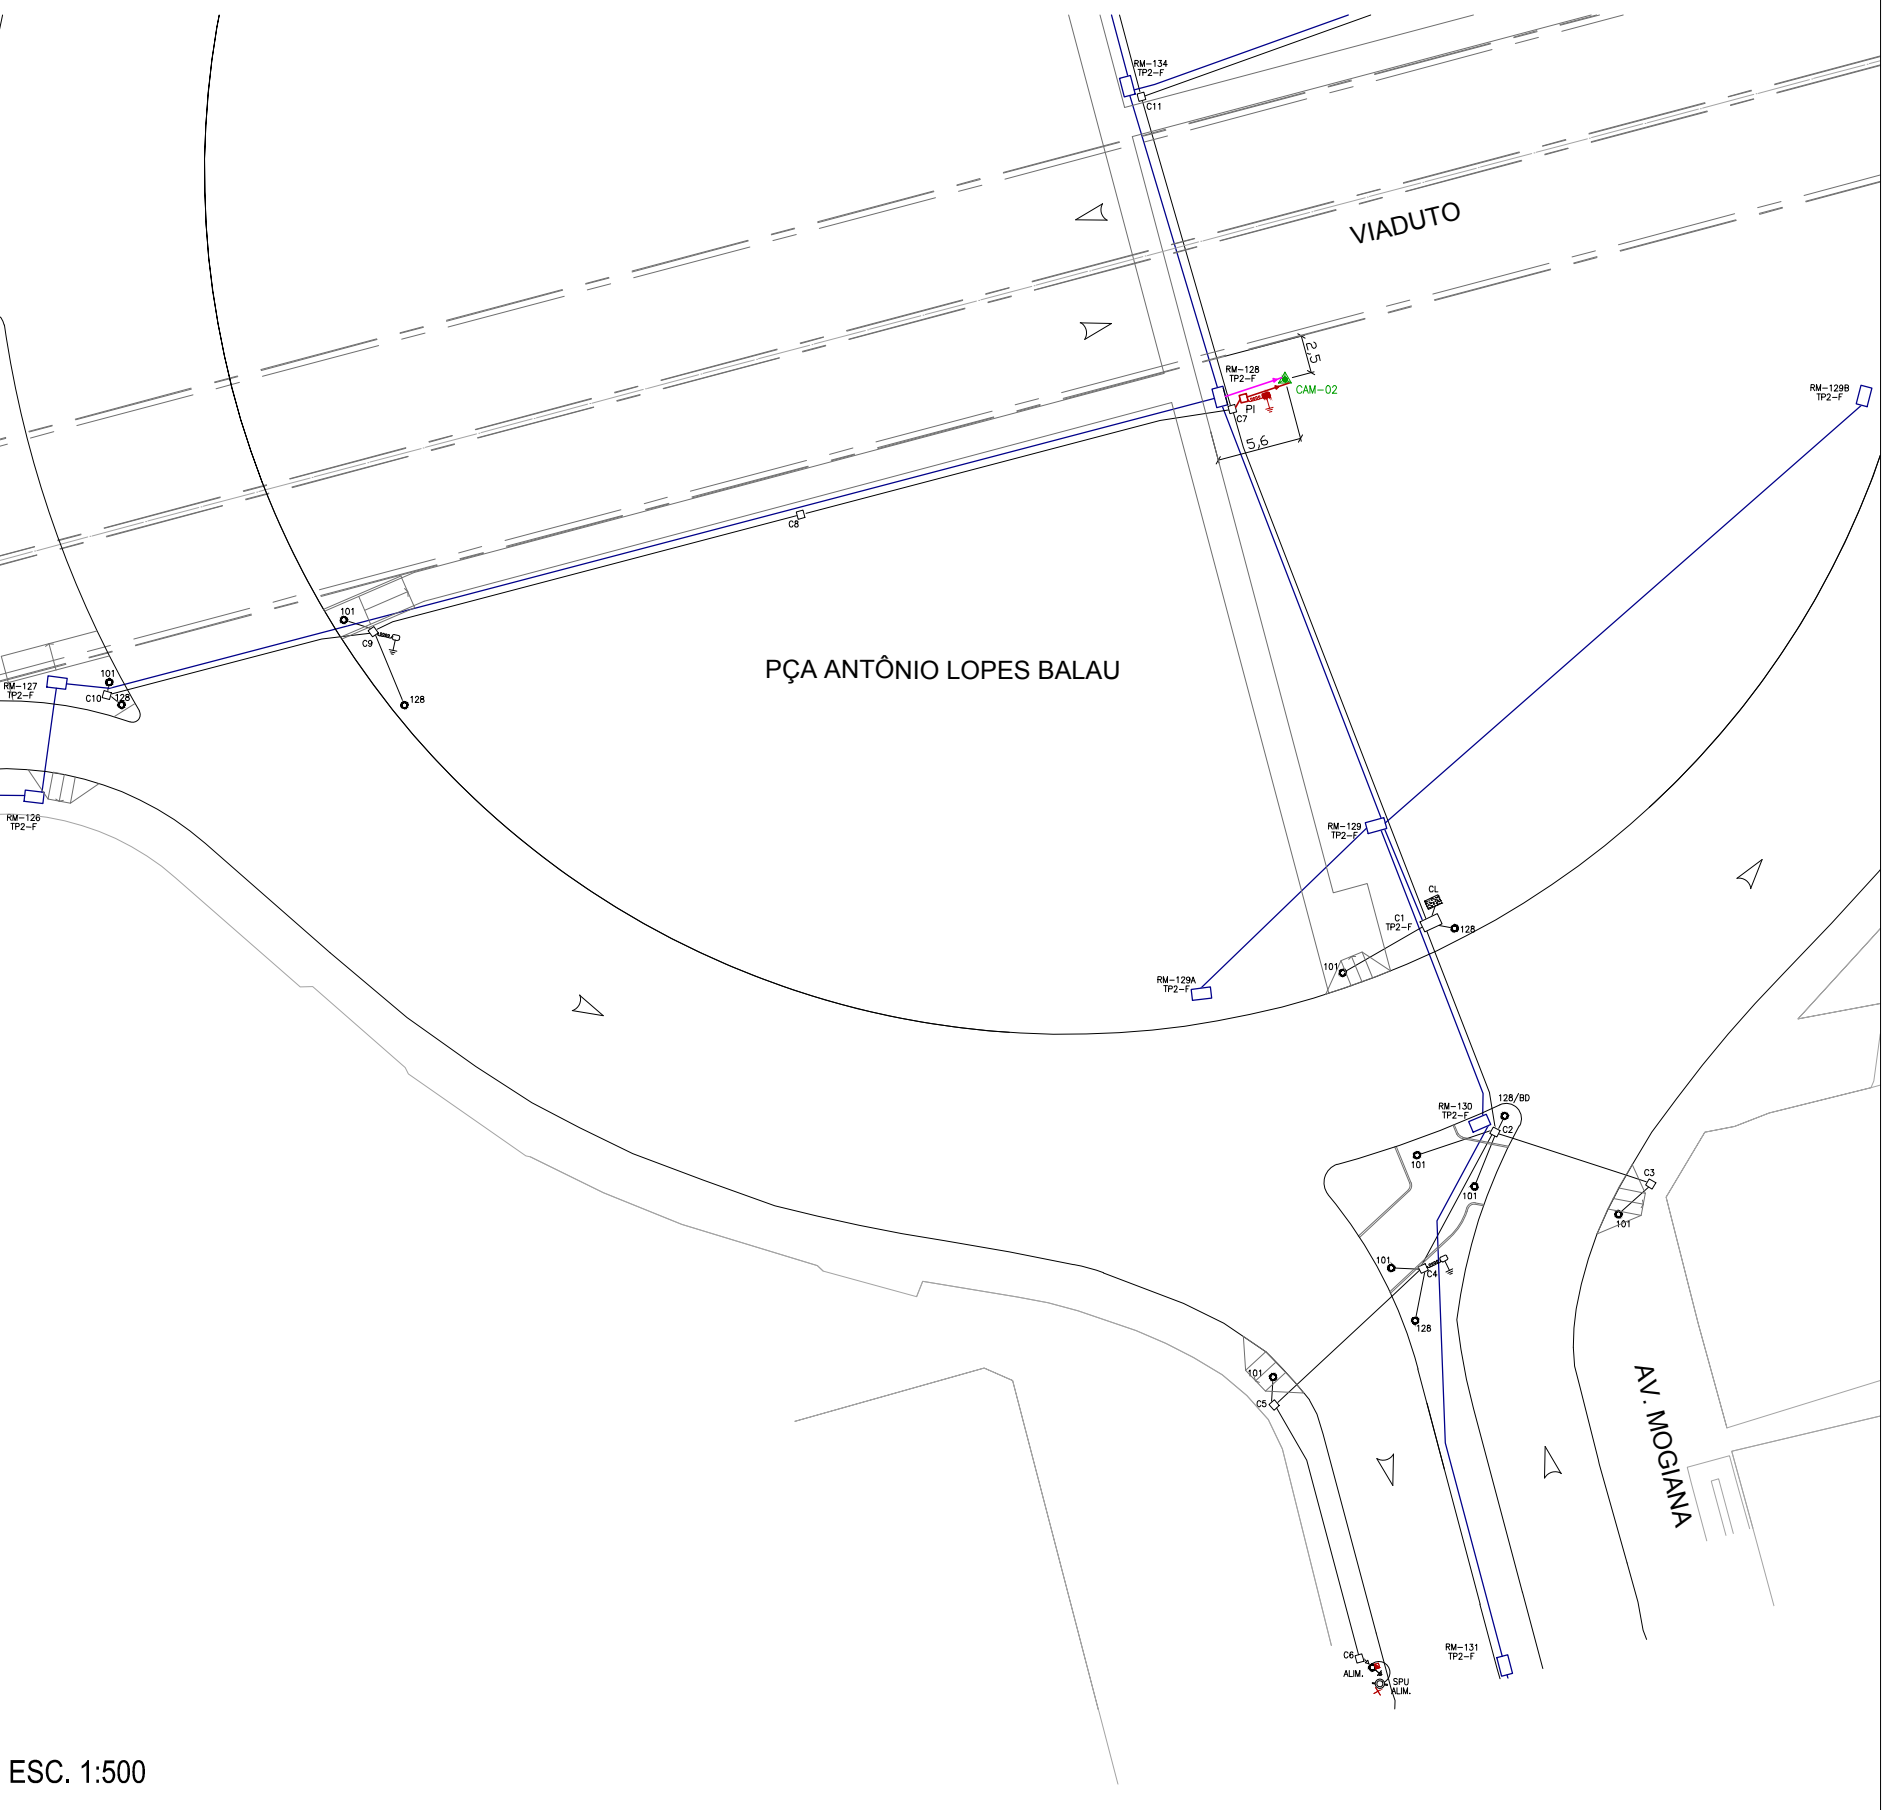 RM-134
TP2-F
C11
VIADUTO
2,5
RM-128
TP2-F
CAM-02
PI
C7
5,6
RM-129B
TP2-F
C8
101
C9
128
PÇA ANTÔNIO LOPES BALAU
101
RM-127
TP2-F
C10
128
RM-126
TP2-F
RM-129
TP2-F
CL
C1
TP2-F
128
101
RM-129A
TP2-F
128/BD
RM-130
TP2-F
C2
101
101
C3
101
101
C4
128
101
C5
AV. MOGIANA
C6
ALIM.
SPU
ALIM.
RM-131
TP2-F
ESC. 1:500